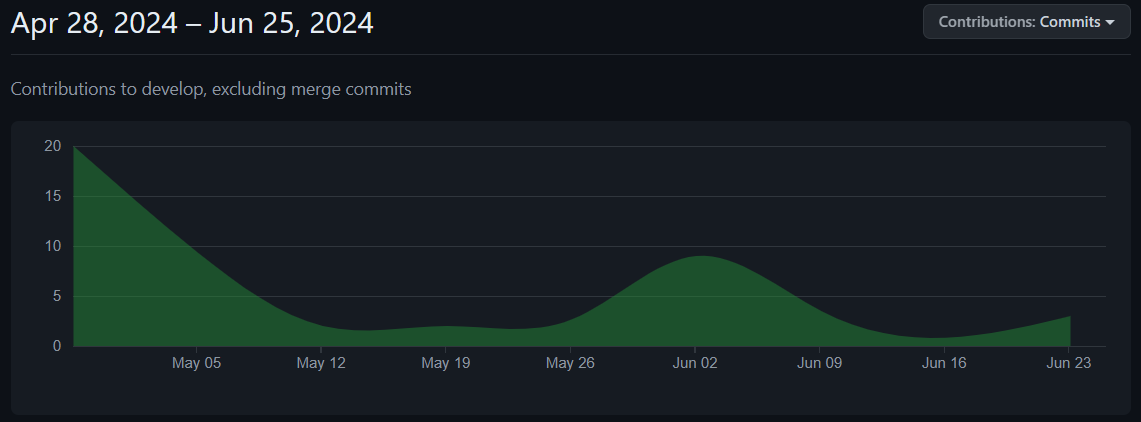 Apr 28, 2024 – Jun 25, 2024
Contributions: Commits
Contributions to develop, excluding merge commits
20
15
10
5
0
May 05 May 12 May 19 May 26 Jun 02 Jun 09 Jun 16 Jun 23